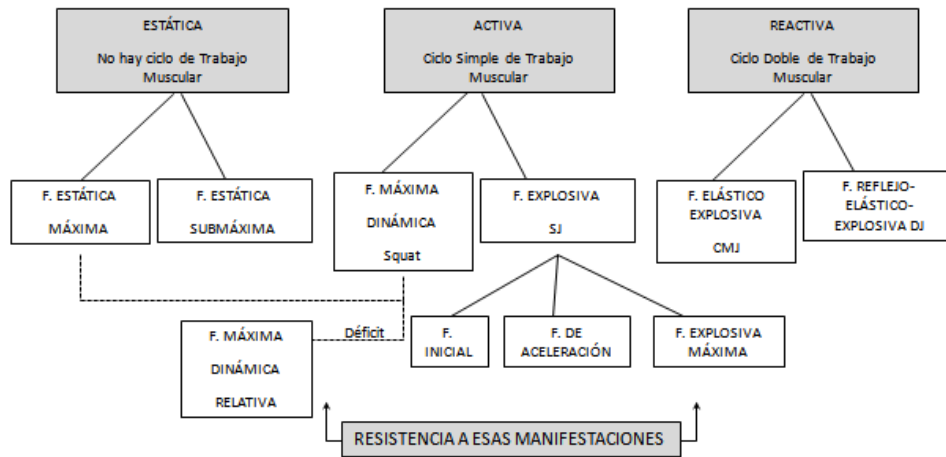 ESTÁTICA
No hay ciclo de Trabajo
Muscular
ACTIVA
Ciclo Simple de Trabajo
Muscular
REACTIVA
Ciclo Doble de Trabajo
Muscular
F. ESTÁTICA
MÁXIMA
F. ESTÁTICA
SUBMÁXIMA
F. MÁXIMA
DINÁMICA
Squat
F. EXPLOSIVA
SJ
F. ELÁSTICO
EXPLOSIVA
CMJ
F. REFLEJO-
ELÁSTICO-
EXPLOSIVA DJ
F. MÁXIMA
DINÁMICA
RELATIVA
Déficit
F.
INICIAL
F. DE
ACELERACIÓN
F. EXPLOSIVA
MÁXIMA
RESISTENCIA A ESAS MANIFESTACIONES